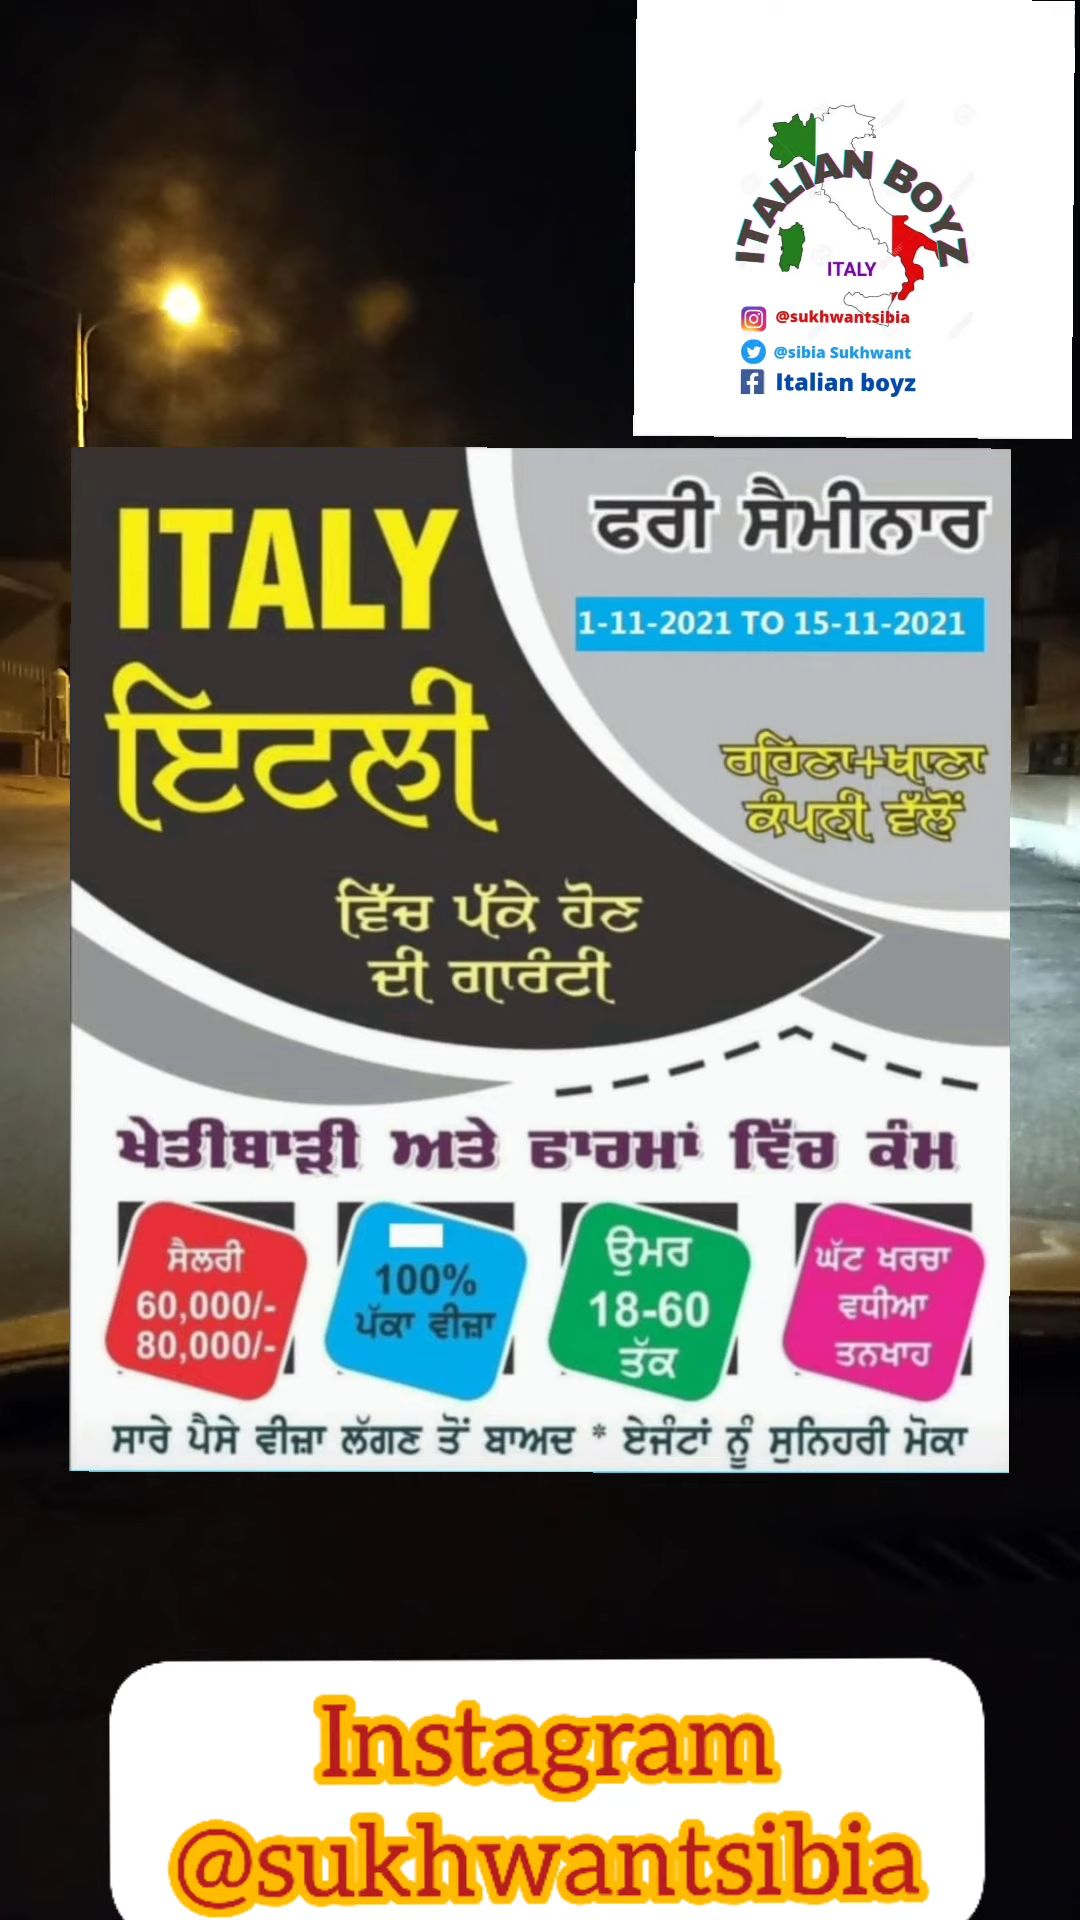 ITALIAN BOYZ
ITALY
@sukhwantsibia
@sibia Sukhwant
Italian boyz
ITALY
ਇਟਲੀ
ਫਰੀ ਸੈਮੀਨਾਰ
1-11-2021 TO 15-11-2021
ਰਹਿਣਾ+ਖਾਣਾ
ਕੰਪਨੀ ਵੱਲੋਂ
ਵਿੱਚ ਪੱਕੇ ਹੋਣ
ਦੀ ਗਾਰੰਟੀ
ਖੇਤੀਬਾੜੀ ਅਤੇ ਫਾਰਮਾਂ ਵਿੱਚ ਕੰਮ
ਸੈਲਰੀ
60,000/-
80,000/-
100%
ਪੱਕਾ ਵੀਜ਼ਾ
ਉਮਰ
18-60
ਤੱਕ
ਘੱਟ ਖਰਚਾ
ਵਧੀਆ
ਤਨਖਾਹ
ਸਾਰੇ ਪੈਸੇ ਵੀਜ਼ਾ ਲੱਗਣ ਤੋਂ ਬਾਅਦ * ਏਜੰਟਾਂ ਨੂੰ ਸੁਨਿਹਰੀ ਮੋਕਾ
Instagram
@sukhwantsibia